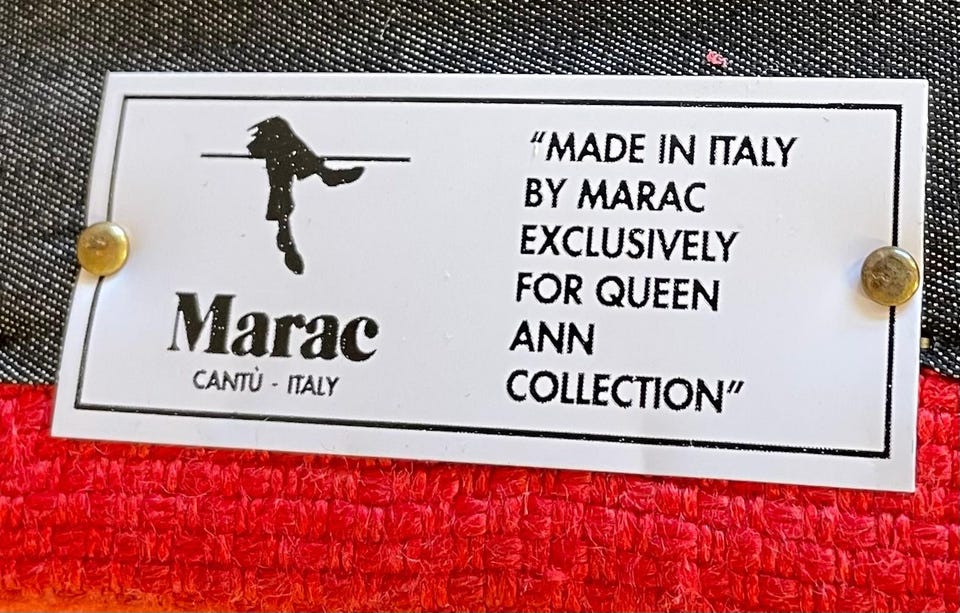 Marac
CANTÙ - ITALY
"MADE IN ITALY
BY MARAC
EXCLUSIVELY
FOR QUEEN
ANN
COLLECTION"